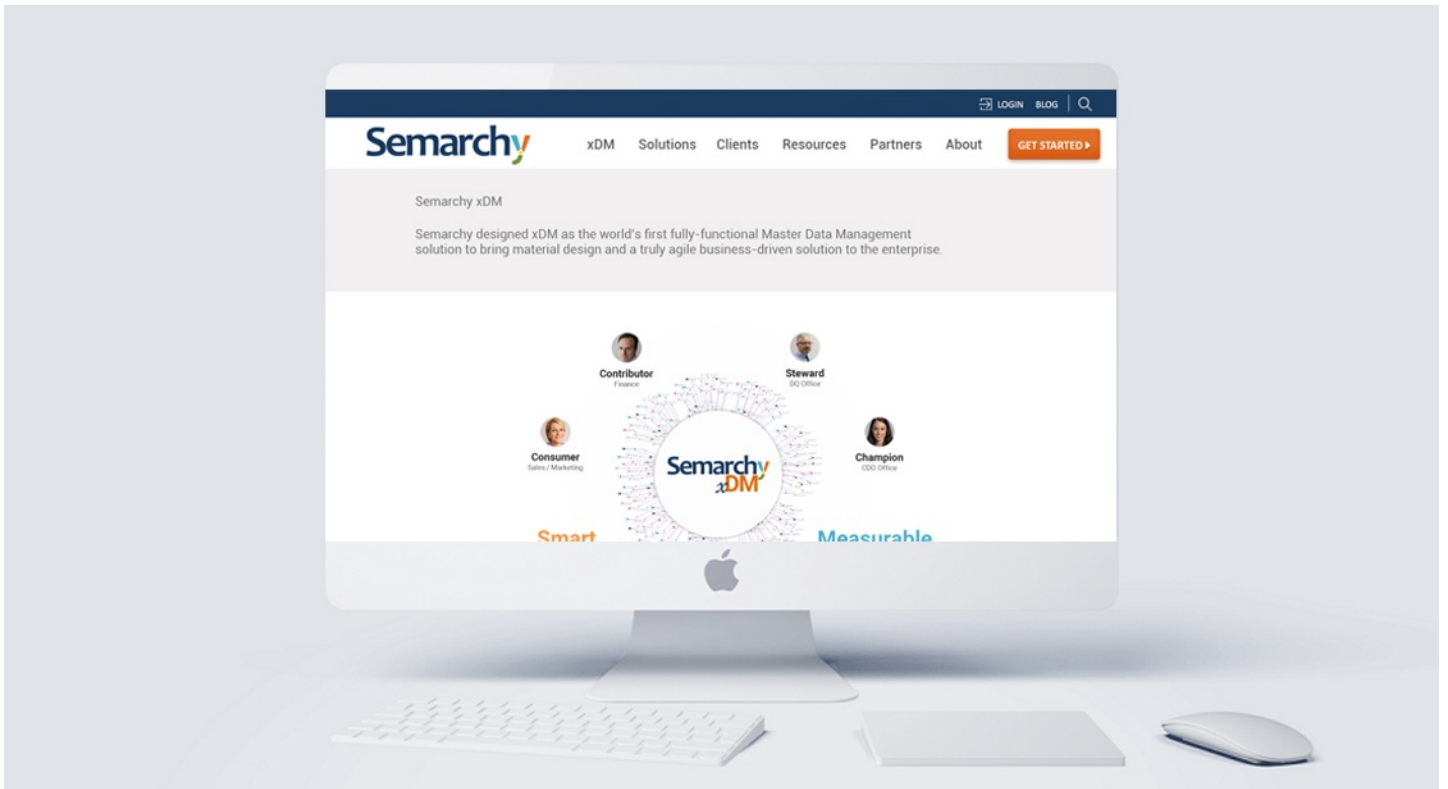 LOGIN BLOG
Semarchy xDM Solutions Clients Resources Partners About GET STARTED
Semarchy xDM
Semarchy designed xDM as the world's first fully-functional Master Data Management
solution to bring material design and a truly agile business-driven solution to the enterprise.
Contributor
Finance
Steward
DQ Office
Consumer
Sales / Marketing
Champion
CDO Office
Semarchy
xDM
Smart
Measurable